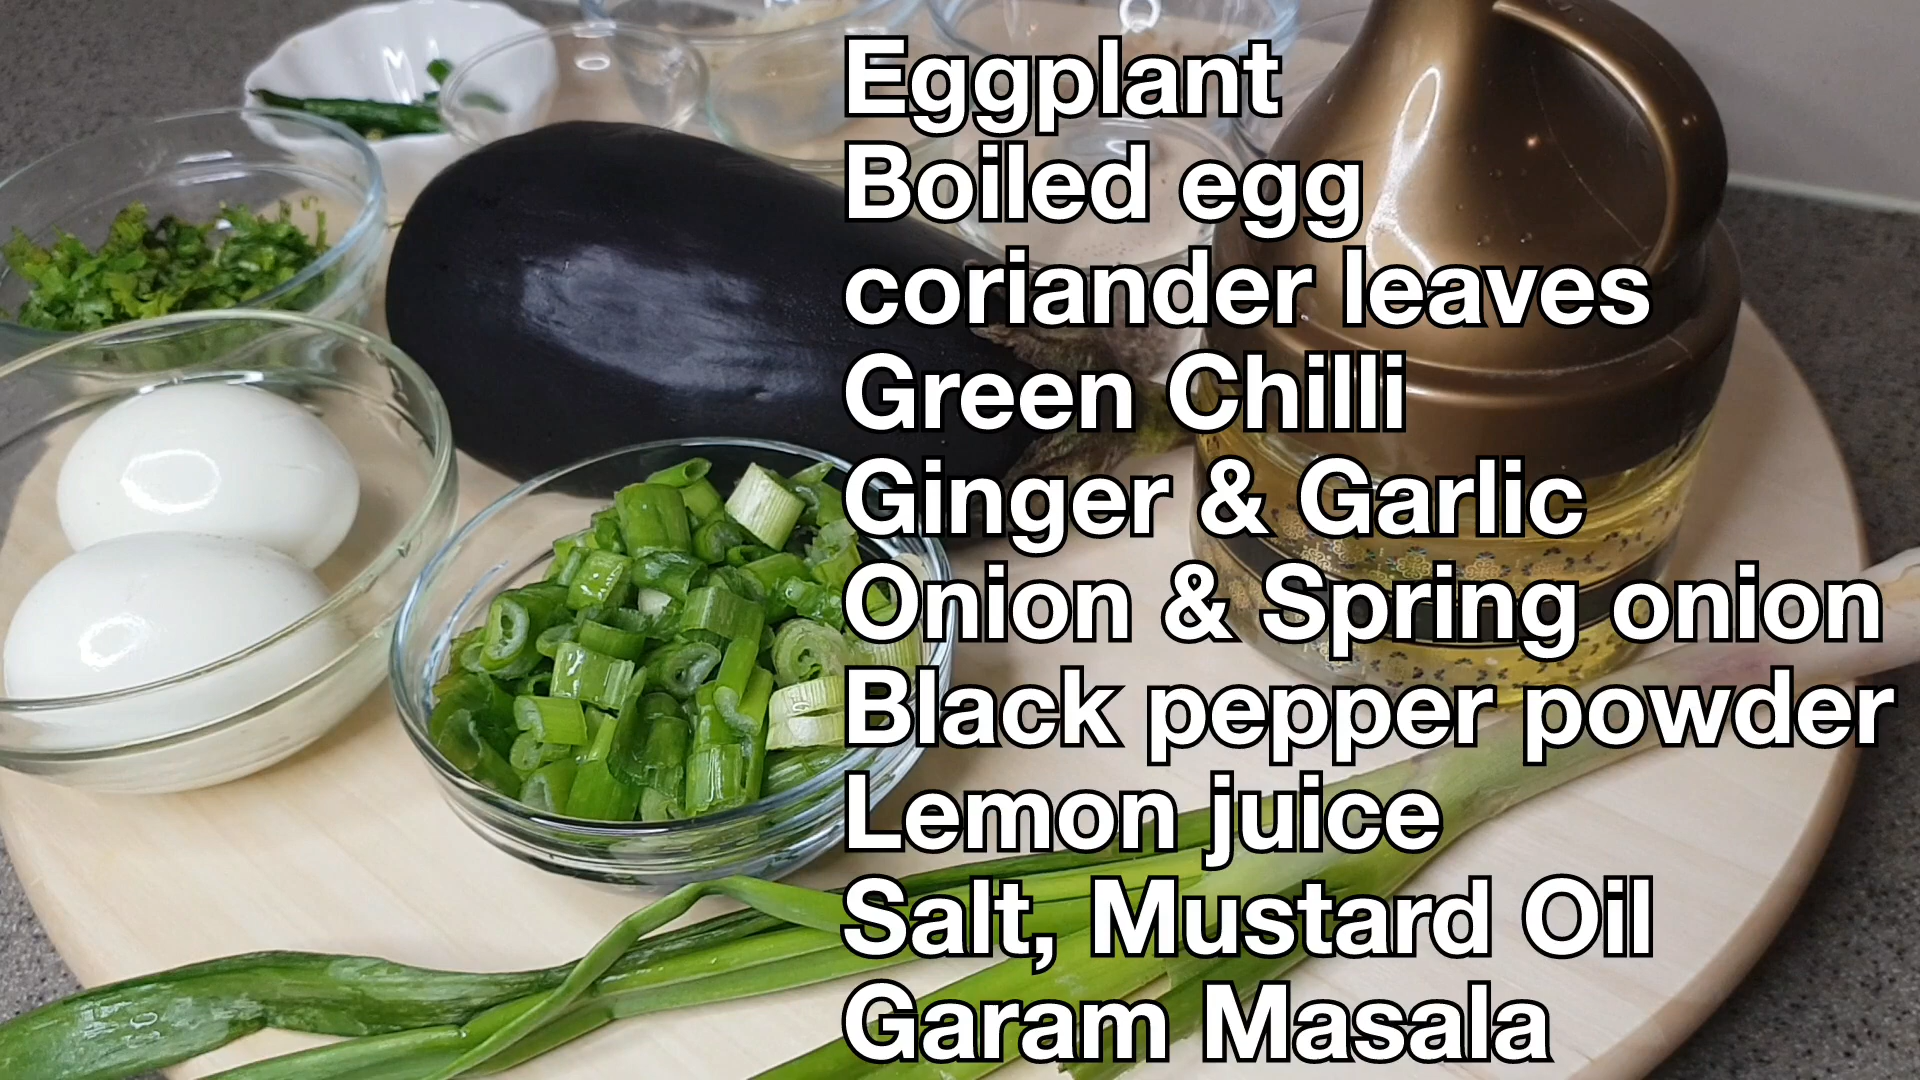 Eggplant
Boiled egg
coriander leaves
Green Chilli
Ginger & Garlic
Onion & Spring onion
Black pepper powder
Lemon juice
Salt, Mustard Oil
Garam Masala